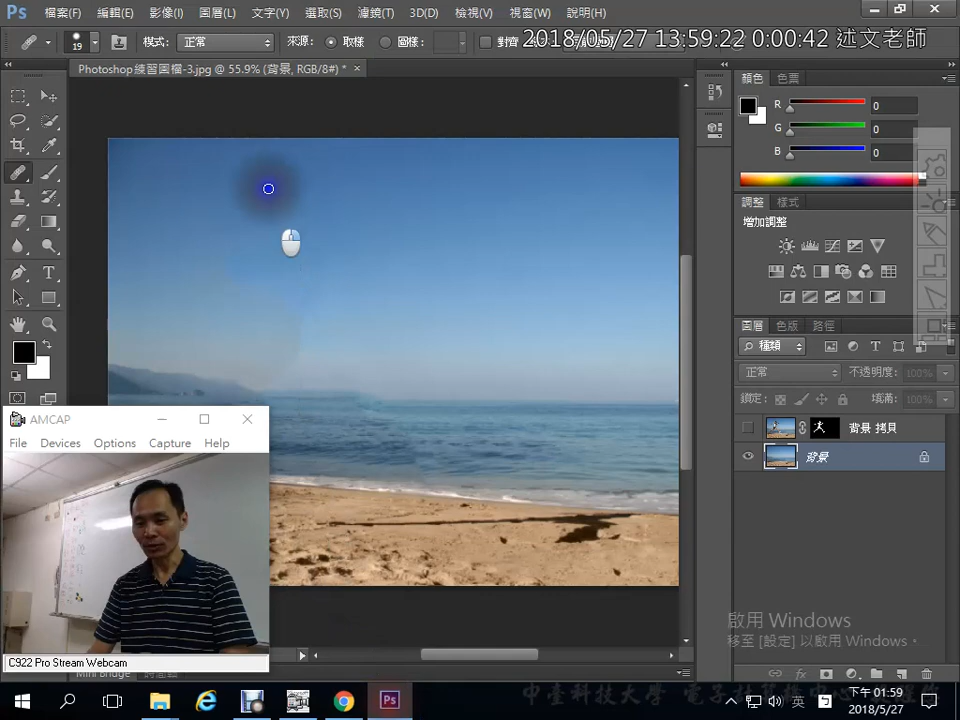 Ps 檔案(F) 編輯(E) 影像(I) 圖層(L) 文字(Y) 選取(S) 濾鏡(T) 3D(D) 檢視(V) 視窗(W) 說明(H)
19 模式: 正常 來源: 取樣 圖樣: 對齊
2018/05/27 13:59:22 0:00:42 述文老師
Photoshop練習圖檔-3.jpg @ 55.9% (背景, RGB/8#) * ×
顏色 色票
R 0
G 0
B 0
調整 樣式
增加調整
圖層 色版 路徑
種類
正常 不透明度: 100%
鎖定: 填滿: 100%
背景 拷貝
背景
AMCAP
File Devices Options Capture Help
C922 Pro Stream Webcam
啟用 Windows
移至 [設定] 以啟用 Windows。
Mini Bridge
英
下午 01:59
2018/5/27